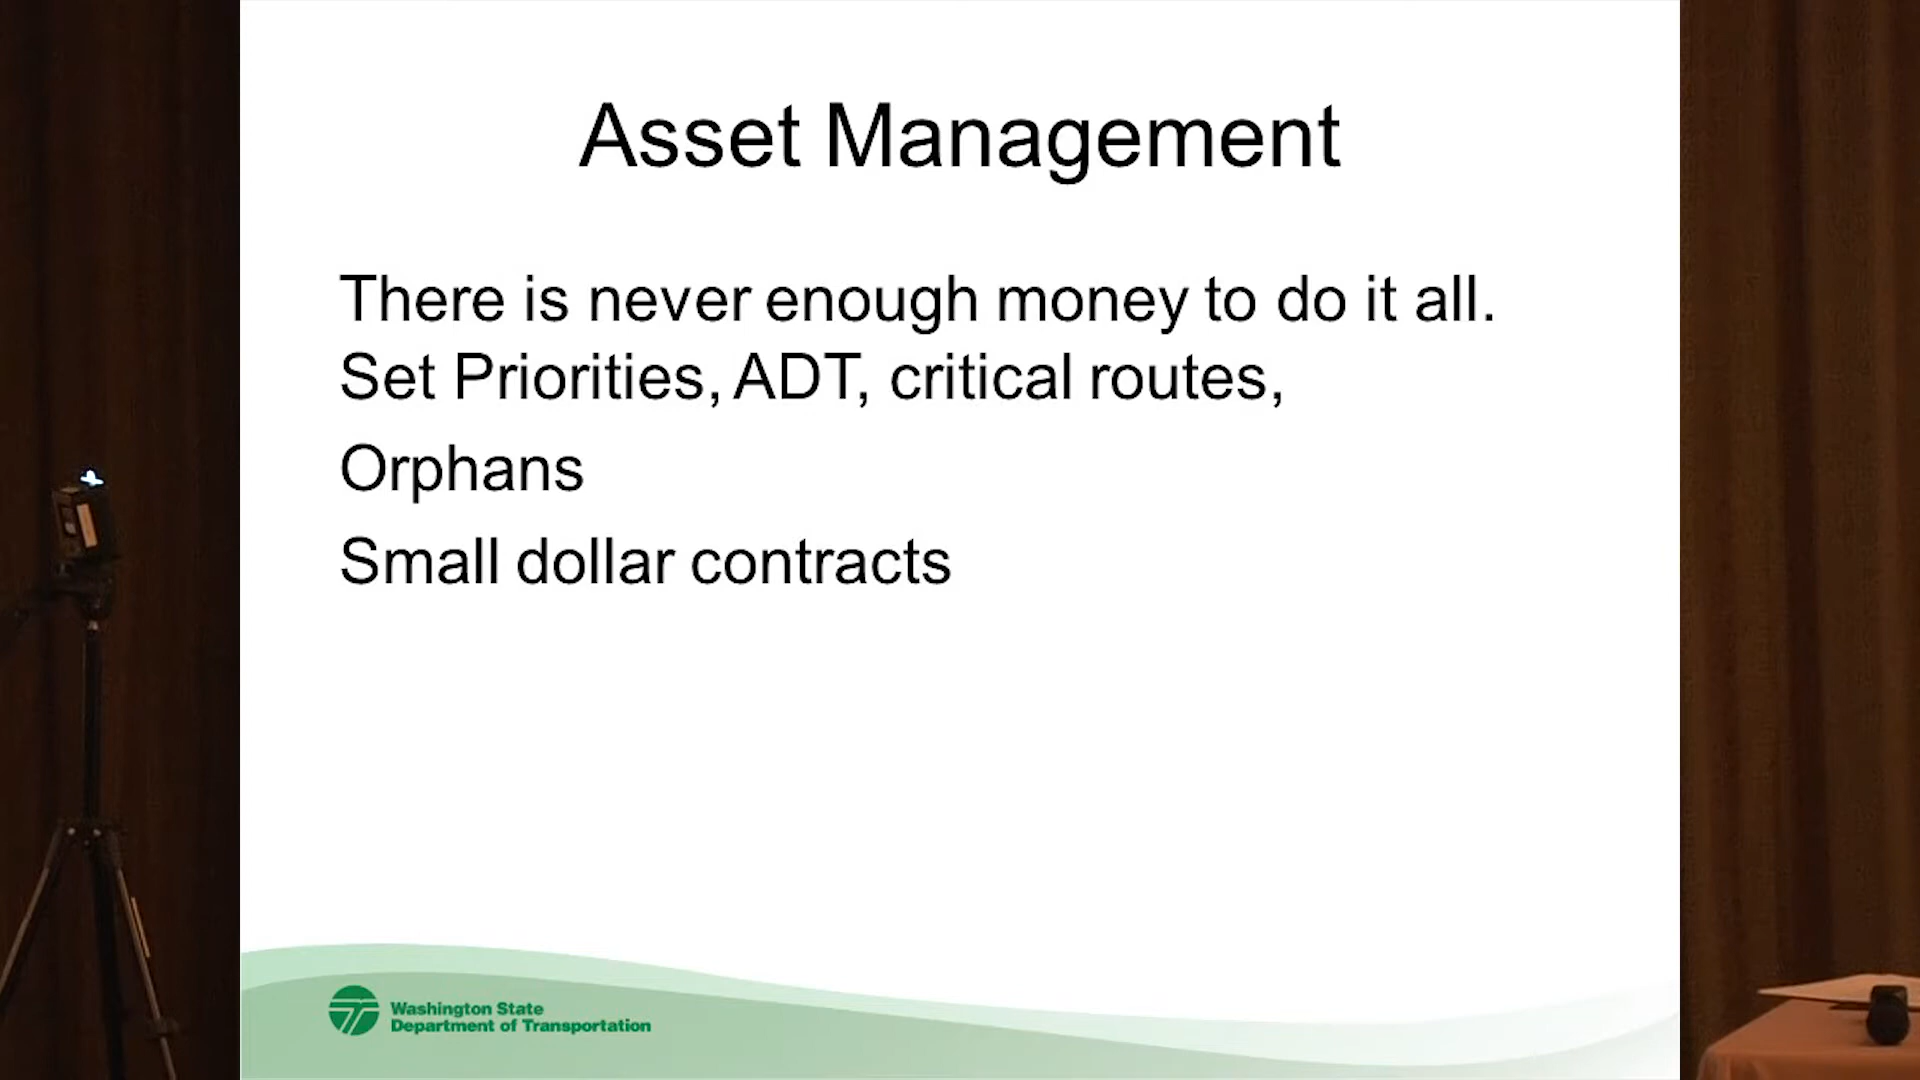 Asset Management
There is never enough money to do it all.
Set Priorities, ADT, critical routes,
Orphans
Small dollar contracts
Washington State
Department of Transportation